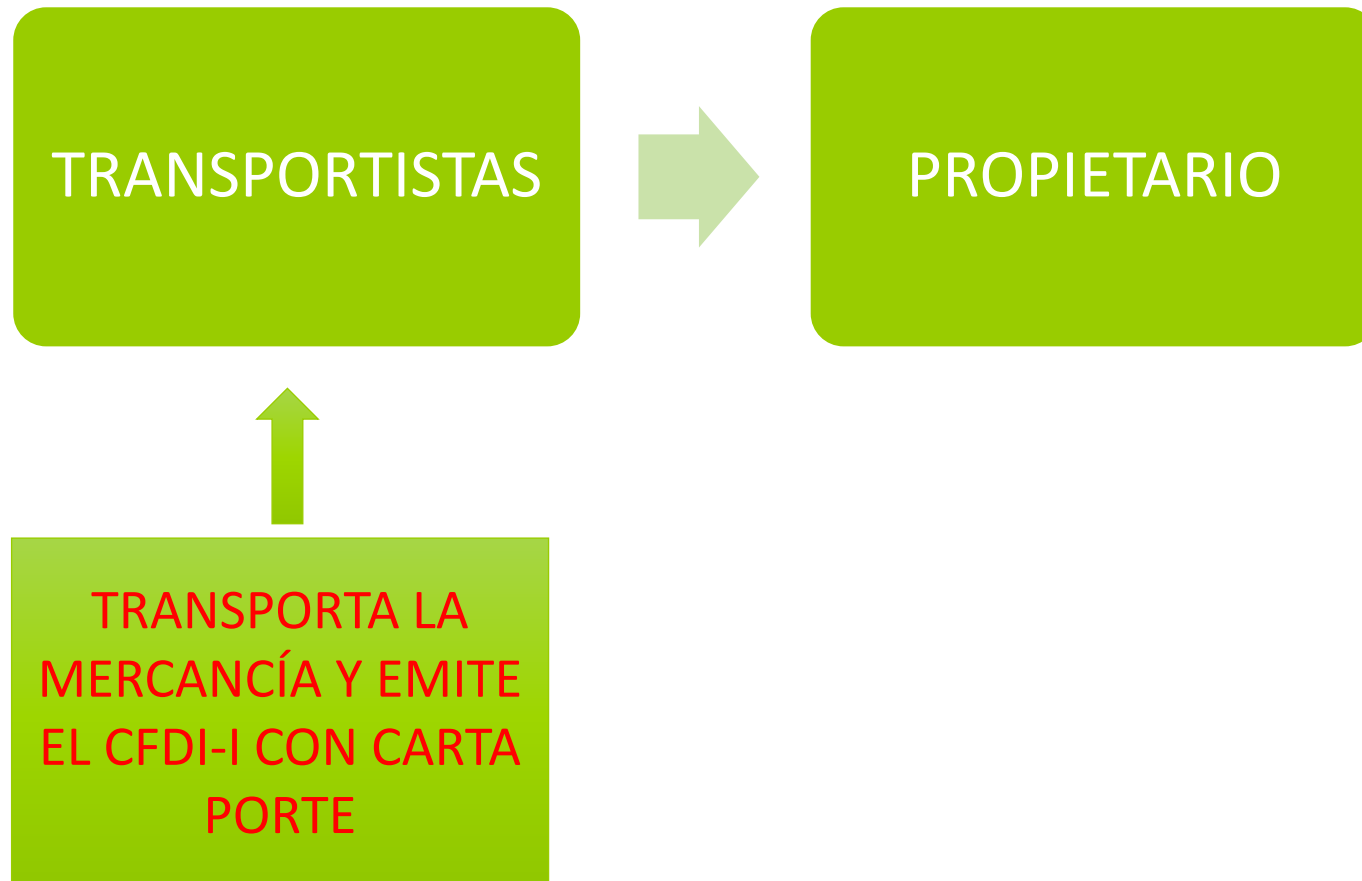 TRANSPORTISTAS
PROPIETARIO
TRANSPORTA LA
MERCANCÍA Y EMITE
EL CFDI-I CON CARTA
PORTE